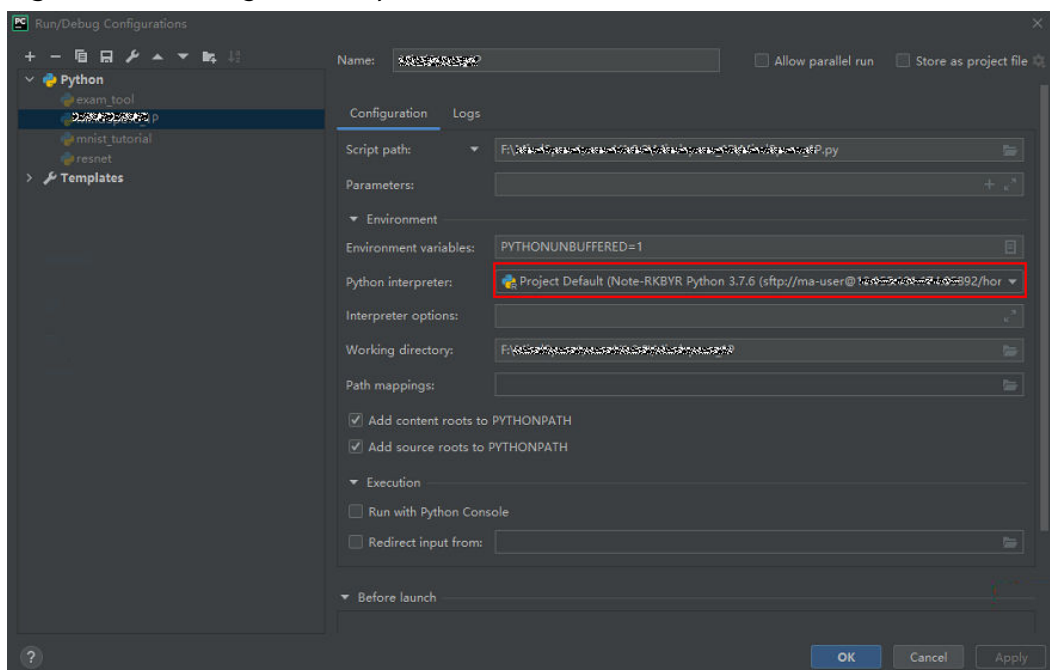 Run/Debug Configurations
Python
exam_tool
P
mnist_tutorial
resnet
Templates
Name:
Allow parallel run
Store as project file
Configuration Logs
Script path: F:\ P.py
Parameters:
Environment
Environment variables: PYTHONUNBUFFERED=1
Python interpreter: Project Default (Note-RKBYR Python 3.7.6 (sftp://ma-user@ 892/hor
Interpreter options:
Working directory: F:\
Path mappings:
Add content roots to PYTHONPATH
Add source roots to PYTHONPATH
Execution
Run with Python Console
Redirect input from:
Before launch
? OK Cancel Apply